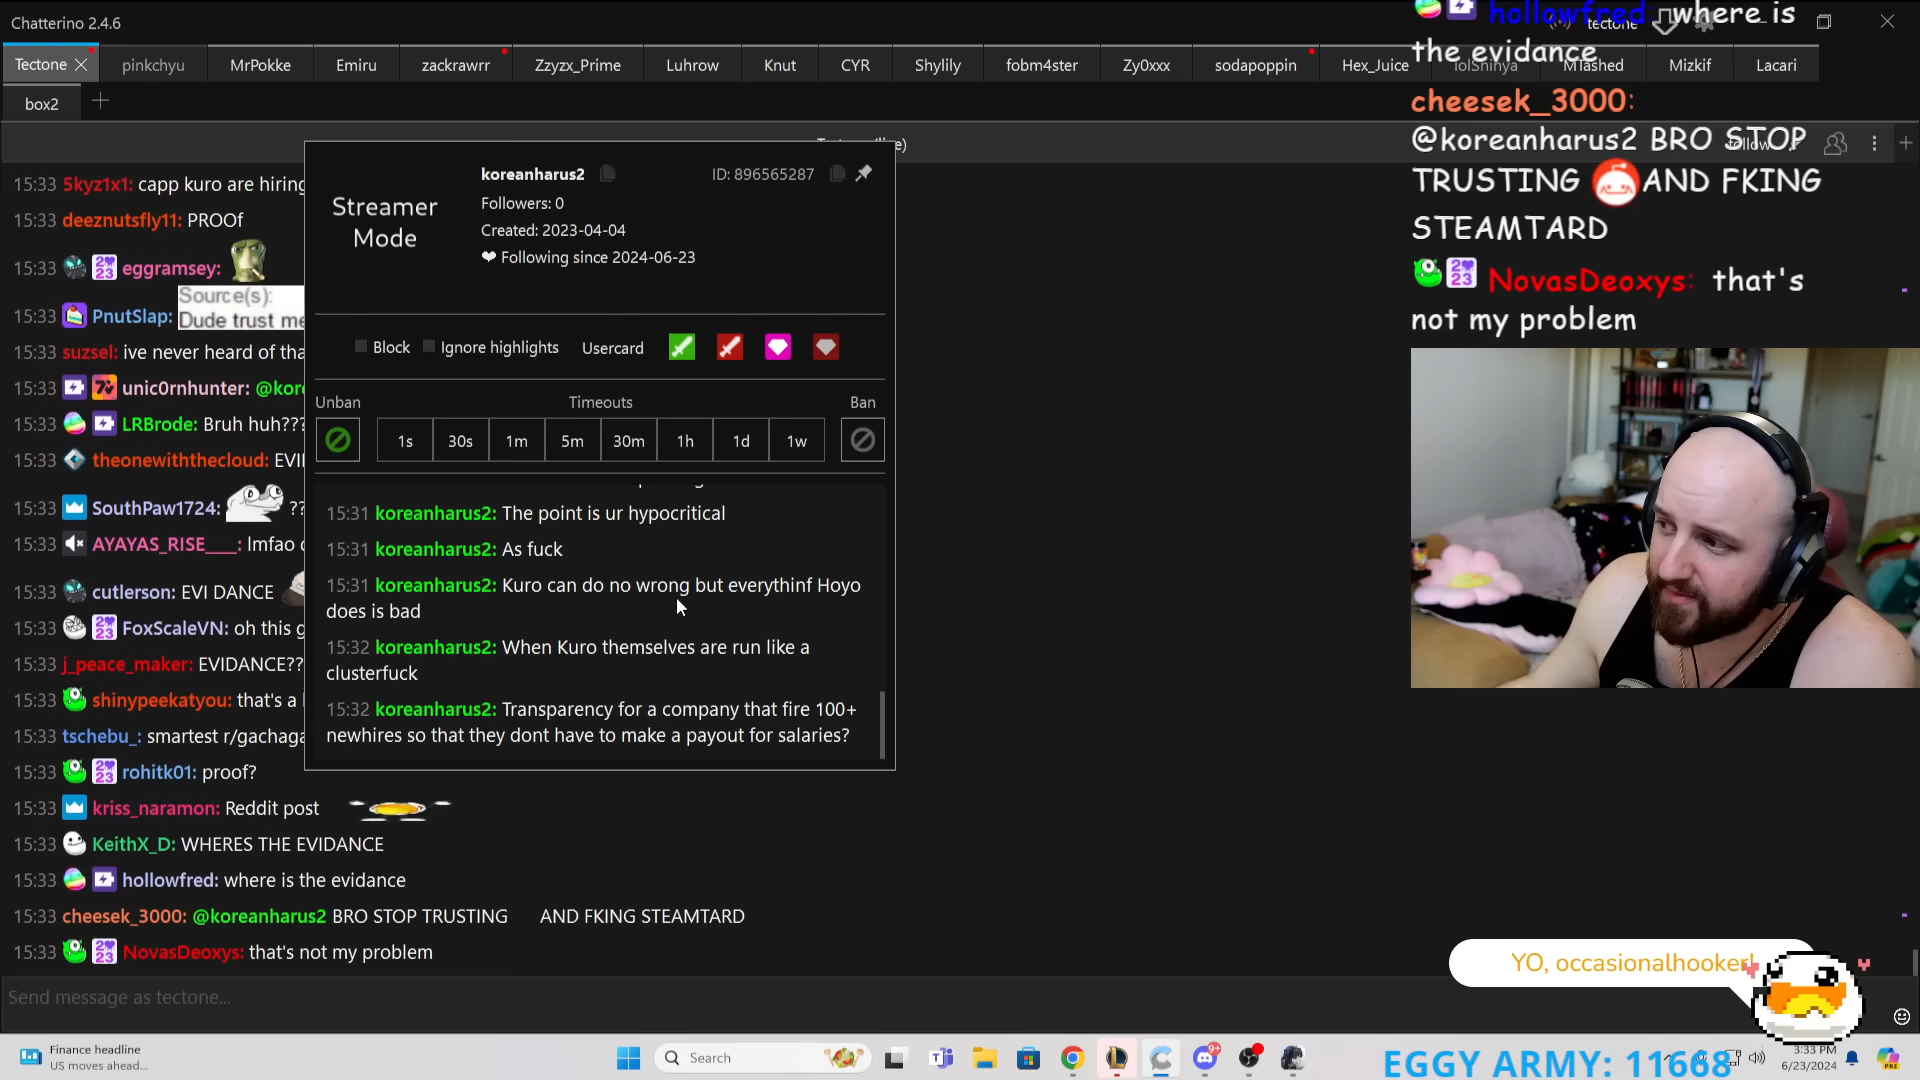 Chatterino 2.4.6
tectone
Tectone
pinkchyu
MrPokke
Emiru
zackrawrr
Zzyzx_Prime
Luhrow
Knut
CYR
Shylily
fobm4ster
Zy0xxx
sodapoppin
Hex_Juice
lolShinya
MTashed
Mizkif
Lacari
box2
15:33 5kyz1x1: capp kuro are hiring
15:33 deeznutsfly11: PROOf
15:33 eggramsey:
Source(s):
15:33 PnutSlap: Dude trust me
15:33 suzsel: ive never heard of tha
15:33 unic0rnhunter: @kor
15:33 LRBrode: Bruh huh???
15:33 theonewiththecloud: EVI
15:33 SouthPaw1724: ??
15:33 AYAYAS_RISE____: lmfao
15:33 cutlerson: EVI DANCE
15:33 FoxScaleVN: oh this g
15:33 j_peace_maker: EVIDANCE??
15:33 shinypeekatyou: that's a
15:33 tschebu_: smartest r/gachaga
15:33 rohitk01: proof?
15:33 kriss_naramon: Reddit post
15:33 KeithX_D: WHERES THE EVIDANCE
15:33 hollowfred: where is the evidance
15:33 cheesek_3000: @koreanharus2 BRO STOP TRUSTING AND FKING STEAMTARD
15:33 NovasDeoxys: that's not my problem
Send message as tectone...
Streamer
Mode
koreanharus2
ID: 896565287
Followers: 0
Created: 2023-04-04
❤ Following since 2024-06-23
Block
Ignore highlights
Usercard
Unban
Timeouts
Ban
1s
30s
1m
5m
30m
1h
1d
1w
15:31 koreanharus2: The point is ur hypocritical
15:31 koreanharus2: As fuck
15:31 koreanharus2: Kuro can do no wrong but everythinf Hoyo
does is bad
15:32 koreanharus2: When Kuro themselves are run like a
clusterfuck
15:32 koreanharus2: Transparency for a company that fire 100+
newhires so that they dont have to make a payout for salaries?
hollowfred: where is
the evidance
cheesek_3000:
@koreanharus2 BRO STOP
TRUSTING AND FKING
STEAMTARD
NovasDeoxys: that's
not my problem
follow
YO, occasionalhooker!
EGGY ARMY: 11668
Finance headline
US moves ahead...
Search
9+
3:33 PM
6/23/2024
PRE